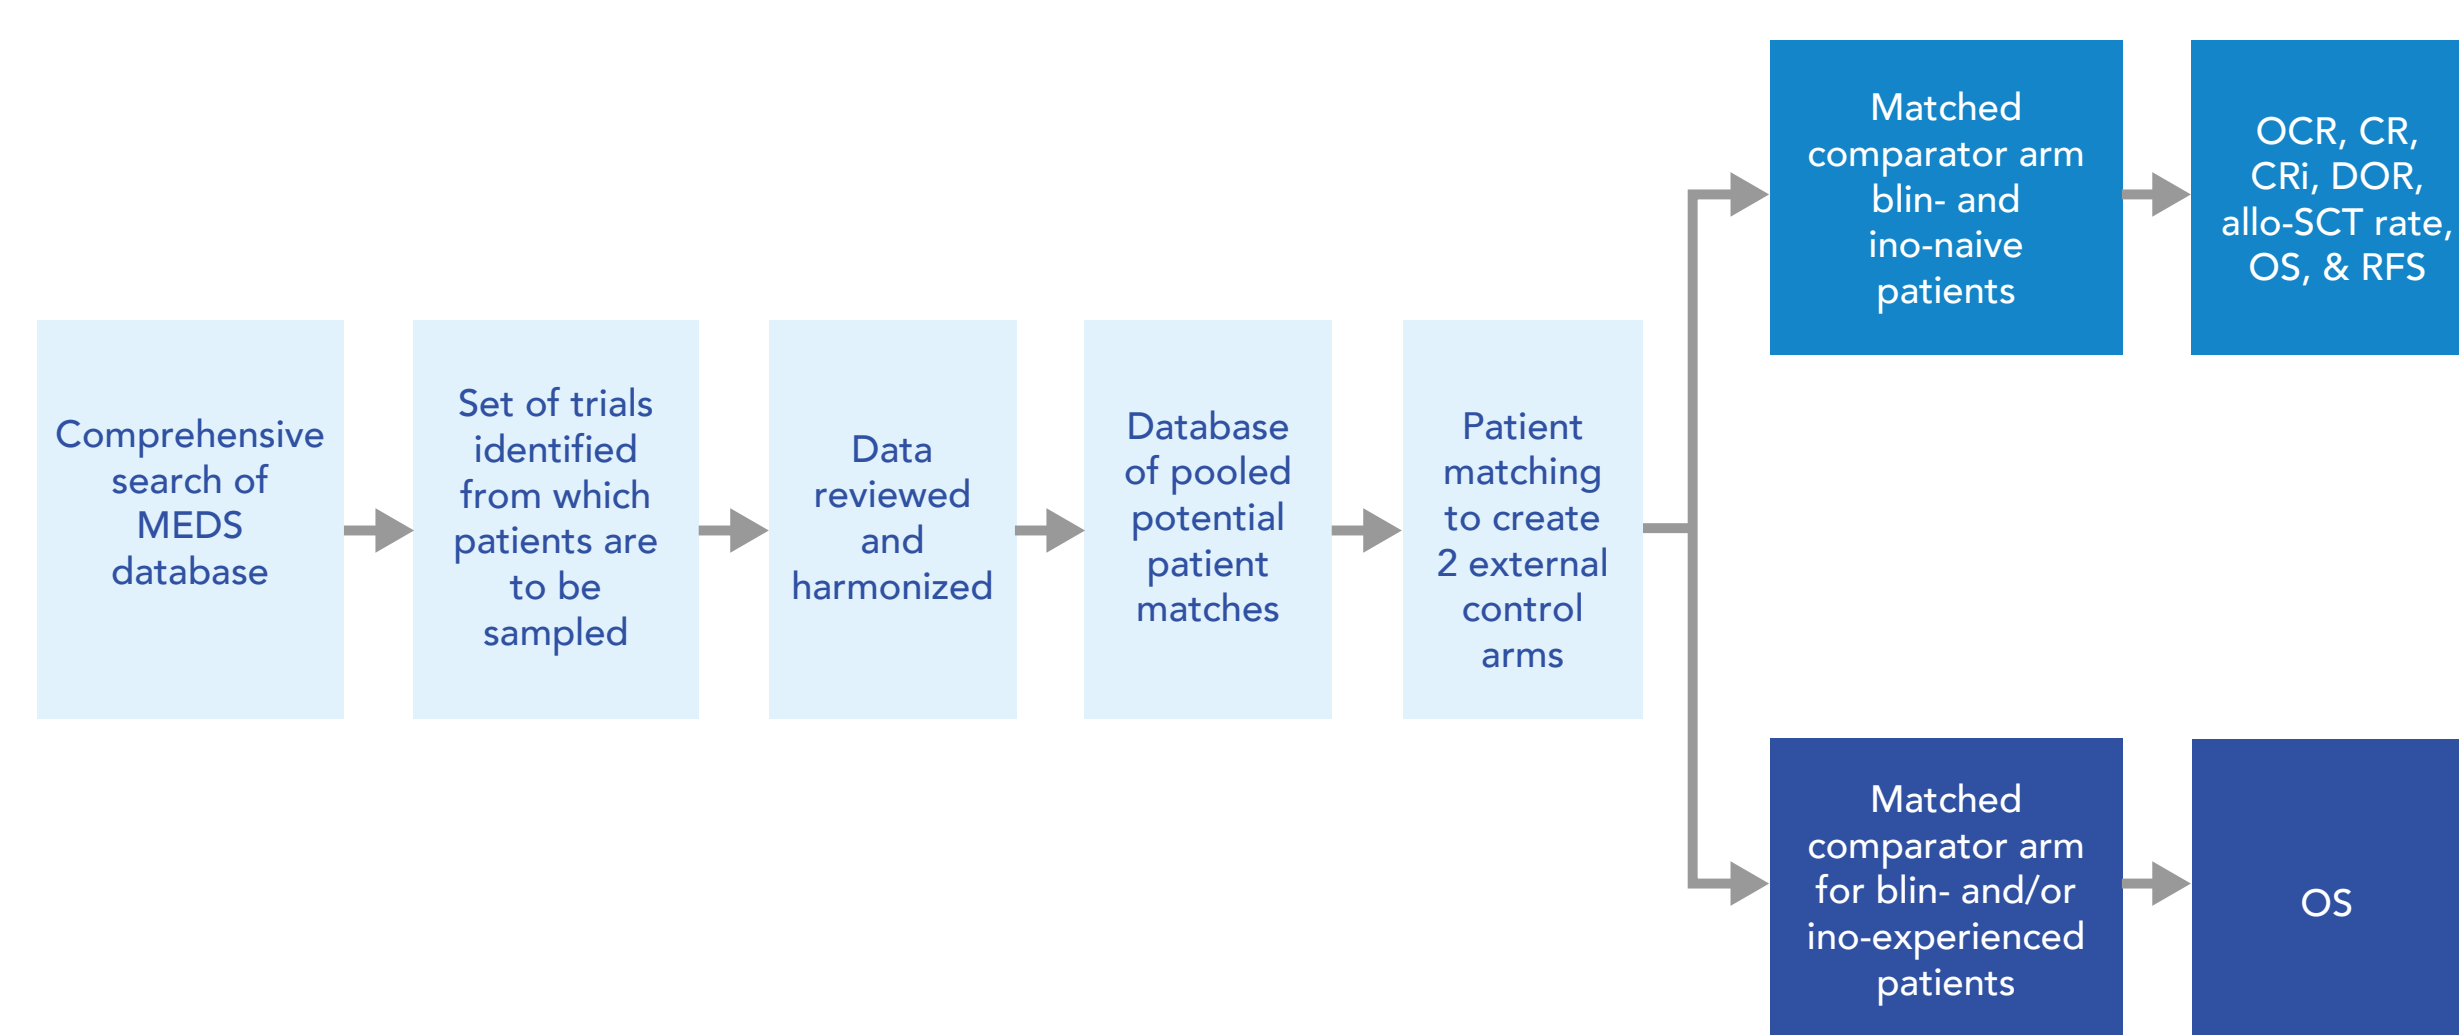 Comprehensive
search of
MEDS
database
Set of trials
identified
from which
patients are
to be
sampled
Data
reviewed
and
harmonized
Database
of pooled
potential
patient
matches
Patient
matching
to create
2 external
control
arms
Matched
comparator arm
blin- and
ino-naive
patients
OCR, CR,
CRi, DOR,
allo-SCT rate,
OS, & RFS
Matched
comparator arm
for blin- and/or
ino-experienced
patients
OS